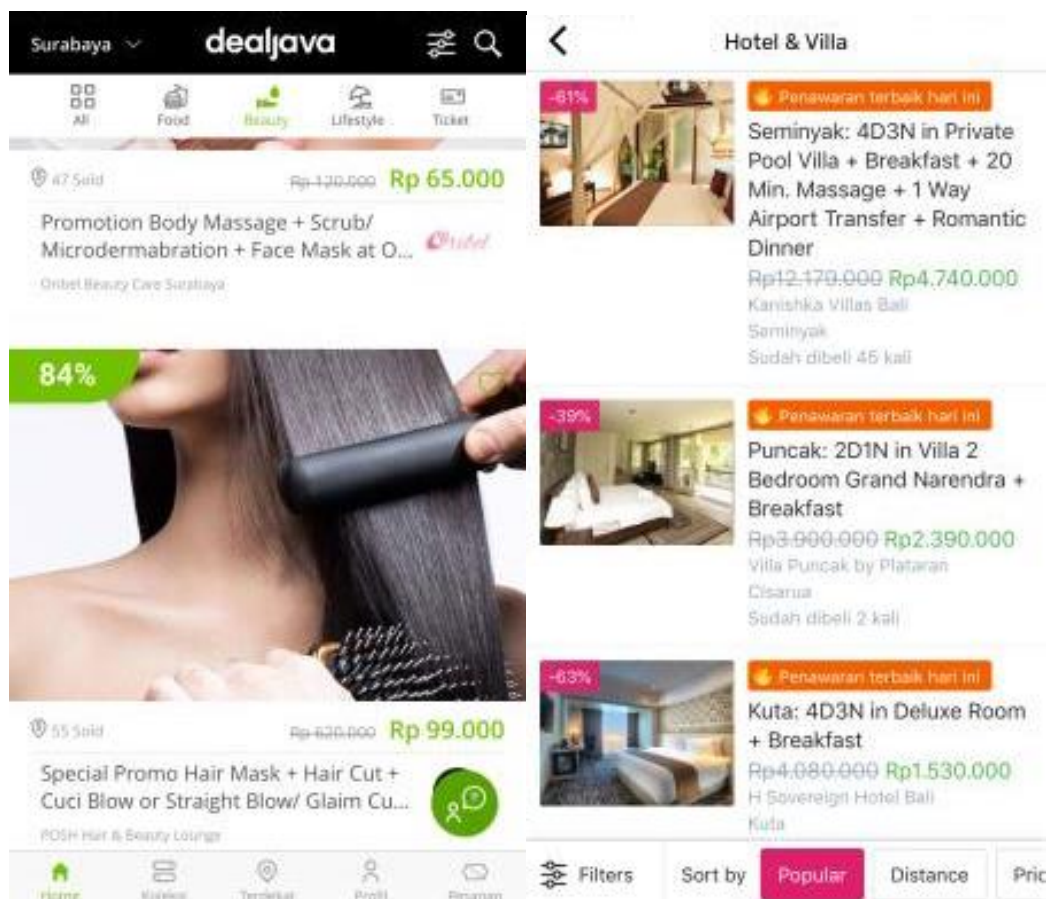 Surabaya
dealjava
All
Food
Beauty
Lifestyle
Ticket
47 Sold
Rp 120.000 Rp 65.000
Promotion Body Massage + Scrub/
Microdermabration + Face Mask at O...
Oribel
Oribel Beauty Care Surabaya
84%
55 Sold
Rp 620.000 Rp 99.000
Special Promo Hair Mask + Hair Cut +
Cuci Blow or Straight Blow/ Glaim Cu...
POSH Hair & Beauty Lounge
Home
Koleksi
Terdekat
Profil
Pesanan
Hotel & Villa
-61%
Penawaran terbaik hari ini
Seminyak: 4D3N in Private
Pool Villa + Breakfast + 20
Min. Massage + 1 Way
Airport Transfer + Romantic
Dinner
Rp12.179.000 Rp4.740.000
Kanishka Villas Bali
Seminyak
Sudah dibeli 45 kali
-39%
Penawaran terbaik hari ini
Puncak: 2D1N in Villa 2
Bedroom Grand Narendra +
Breakfast
Rp3.900.000 Rp2.390.000
Villa Puncak by Plataran
Cisarua
Sudah dibeli 2 kali
-63%
Penawaran terbaik hari ini
Kuta: 4D3N in Deluxe Room
+ Breakfast
Rp4.080.000 Rp1.530.000
H Sovereign Hotel Bali
Kuta
Filters
Sort by
Popular
Distance
Pric